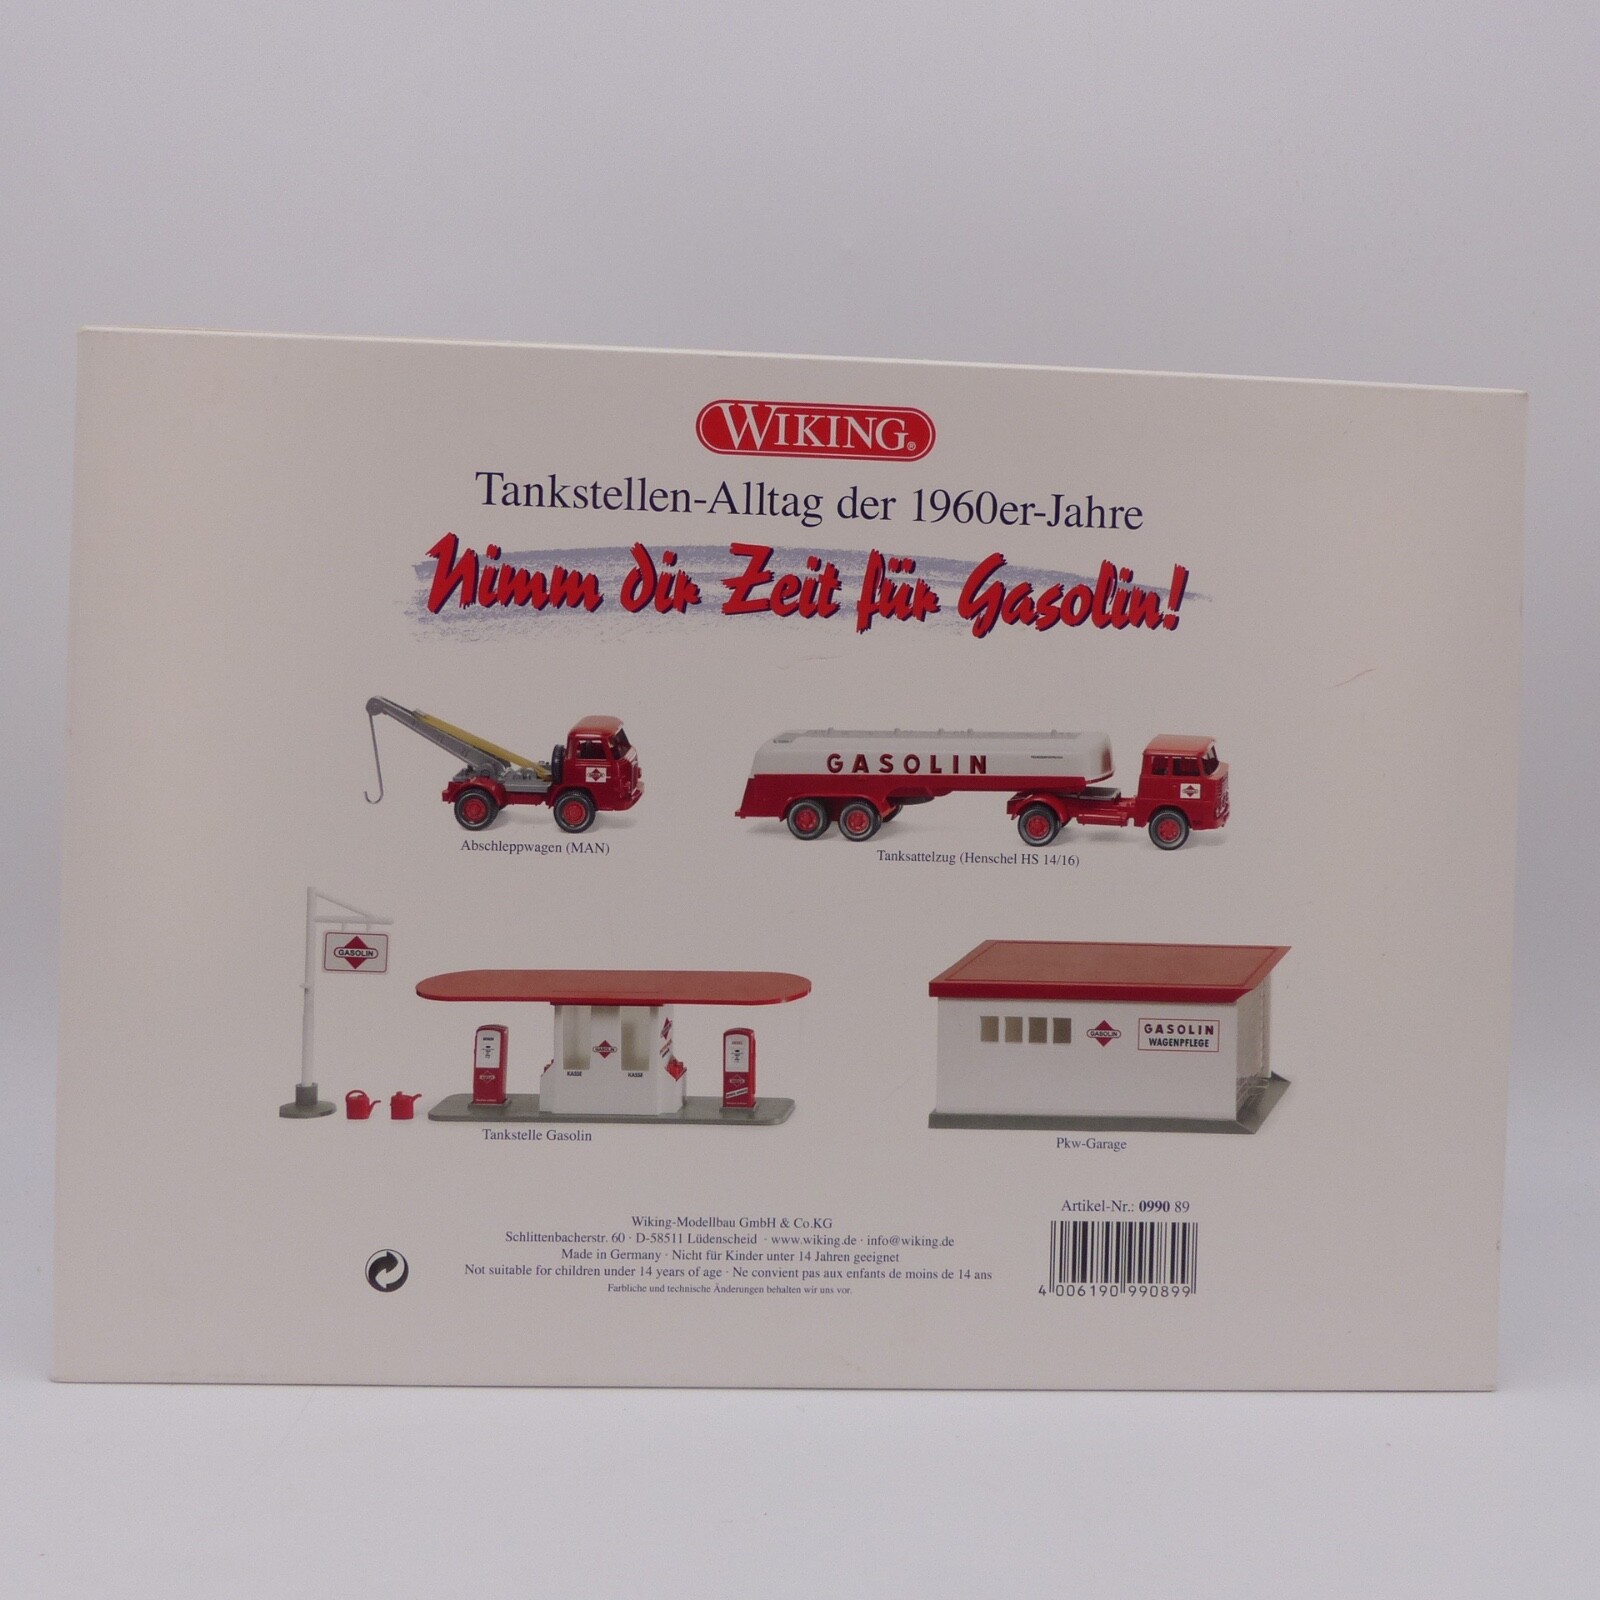 WIKING®
Tankstellen-Alltag der 1960er-Jahre
Nimm dir Zeit für Gasolin!
GASOLIN
Abschleppwagen (MAN)
Tanksattelzug (Henschel HS 14/16)
GASOLIN
GASOLIN
KASSE
KASSE
GASOLIN
GASOLIN
WAGENPFLEGE
Tankstelle Gasolin
Pkw-Garage
Artikel-Nr.: 0990 89
Wiking-Modellbau GmbH & Co.KG
Schlittenbacherstr. 60 · D-58511 Lüdenscheid · www.wiking.de · info@wiking.de
Made in Germany · Nicht für Kinder unter 14 Jahren geeignet
Not suitable for children under 14 years of age · Ne convient pas aux enfants de moins de 14 ans
Farbliche und technische Änderungen behalten wir uns vor.
4 006190 990899